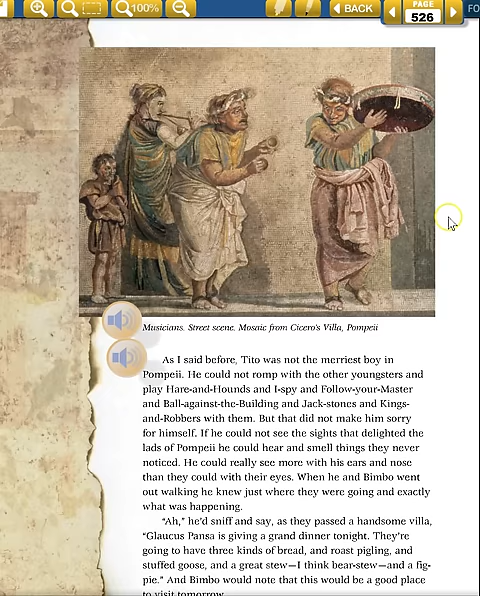 100%
BACK
PAGE
526
FO
Musicians. Street scene. Mosaic from Cicero's Villa, Pompeii
As I said before, Tito was not the merriest boy in
Pompeii. He could not romp with the other youngsters and
play Hare-and-Hounds and I-spy and Follow-your-Master
and Ball-against-the-Building and Jack-stones and Kings-
and-Robbers with them. But that did not make him sorry
for himself. If he could not see the sights that delighted the
lads of Pompeii he could hear and smell things they never
noticed. He could really see more with his ears and nose
than they could with their eyes. When he and Bimbo went
out walking he knew just where they were going and exactly
what was happening.
"Ah," he'd sniff and say, as they passed a handsome villa,
"Glaucus Pansa is giving a grand dinner tonight. They're
going to have three kinds of bread, and roast pigling, and
stuffed goose, and a great stew—I think bear-stew—and a fig-
pie." And Bimbo would note that this would be a good place
to visit tomorrow.